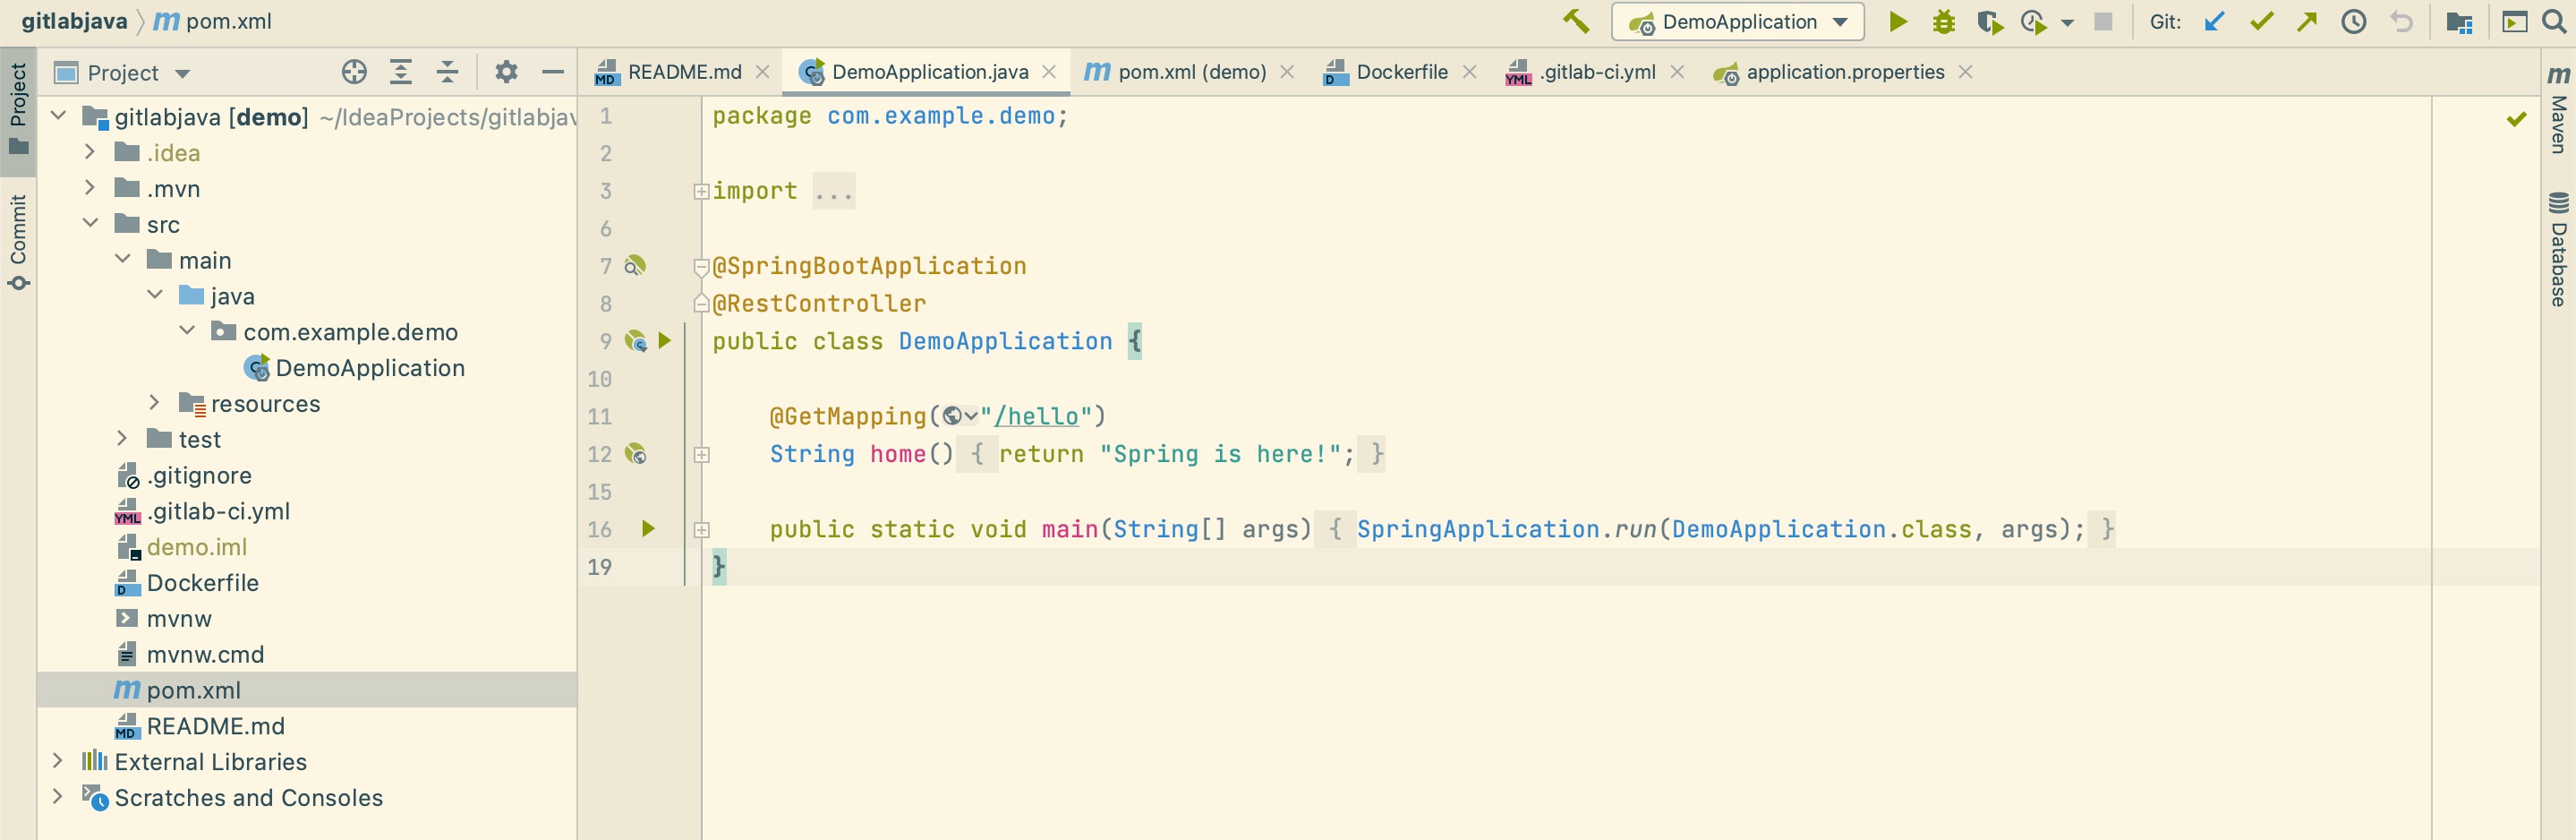 gitlabjava pom.xml
DemoApplication Git:
Project
README.md DemoApplication.java pom.xml (demo) Dockerfile .gitlab-ci.yml application.properties
Project
Commit
gitlabjava [demo] ~/IdeaProjects/gitlabjav
.idea
.mvn
src
main
java
com.example.demo
DemoApplication
resources
test
.gitignore
.gitlab-ci.yml
demo.iml
Dockerfile
mvnw
mvnw.cmd
pom.xml
README.md
External Libraries
Scratches and Consoles
1 package com.example.demo;
2
3 import ...
6
7 @SpringBootApplication
8 @RestController
9 public class DemoApplication {
10
11 @GetMapping("/hello")
12 String home() { return "Spring is here!"; }
15
16 public static void main(String[] args) { SpringApplication.run(DemoApplication.class, args); }
19 }
Maven
Database